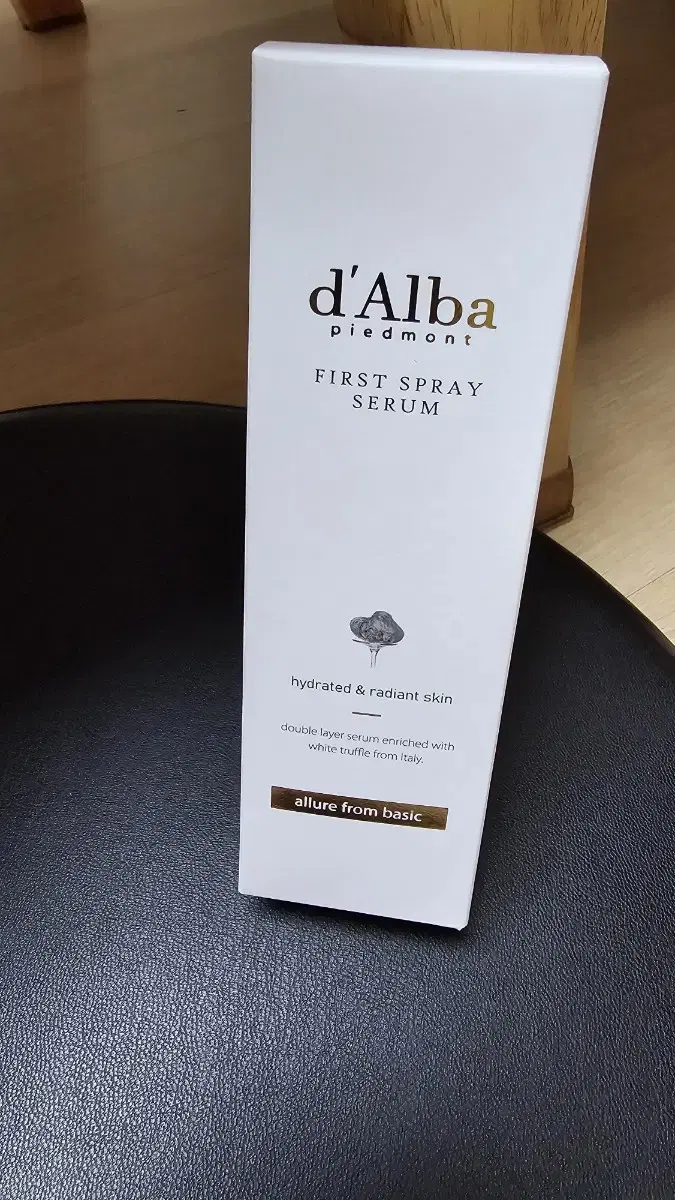 d'Alba
piedmont
FIRST SPRAY
SERUM
hydrated & radiant skin
double layer serum enriched with
white truffle from Italy.
allure from basic